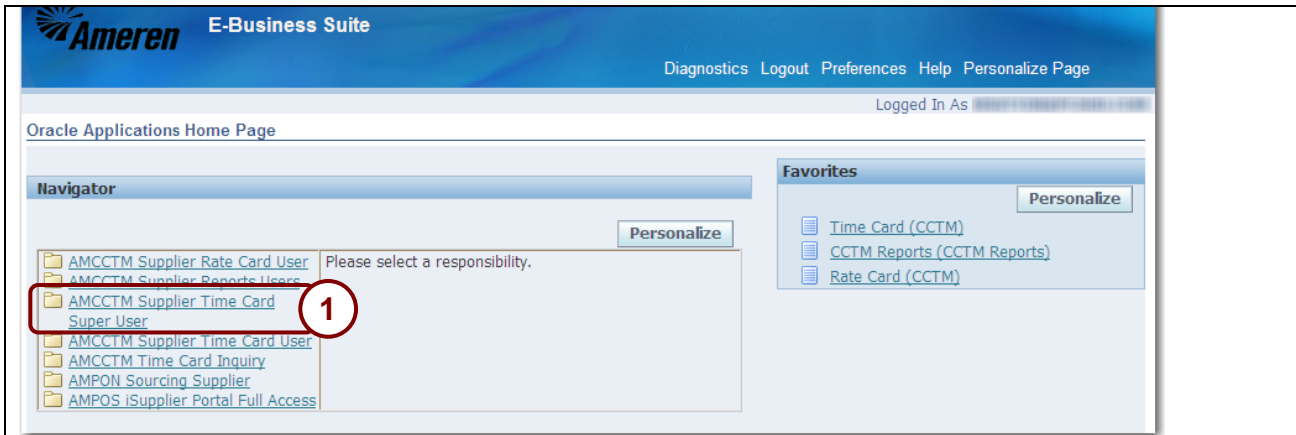 Ameren
E-Business Suite
Diagnostics Logout Preferences Help Personalize Page
Logged In As
Oracle Applications Home Page
Navigator
Personalize
AMCCTM Supplier Rate Card User
AMCCTM Supplier Reports Users
AMCCTM Supplier Time Card
Super User
AMCCTM Supplier Time Card User
AMCCTM Time Card Inquiry
AMPON Sourcing Supplier
AMPOS iSupplier Portal Full Access
Please select a responsibility.
1
Favorites
Personalize
Time Card (CCTM)
CCTM Reports (CCTM Reports)
Rate Card (CCTM)